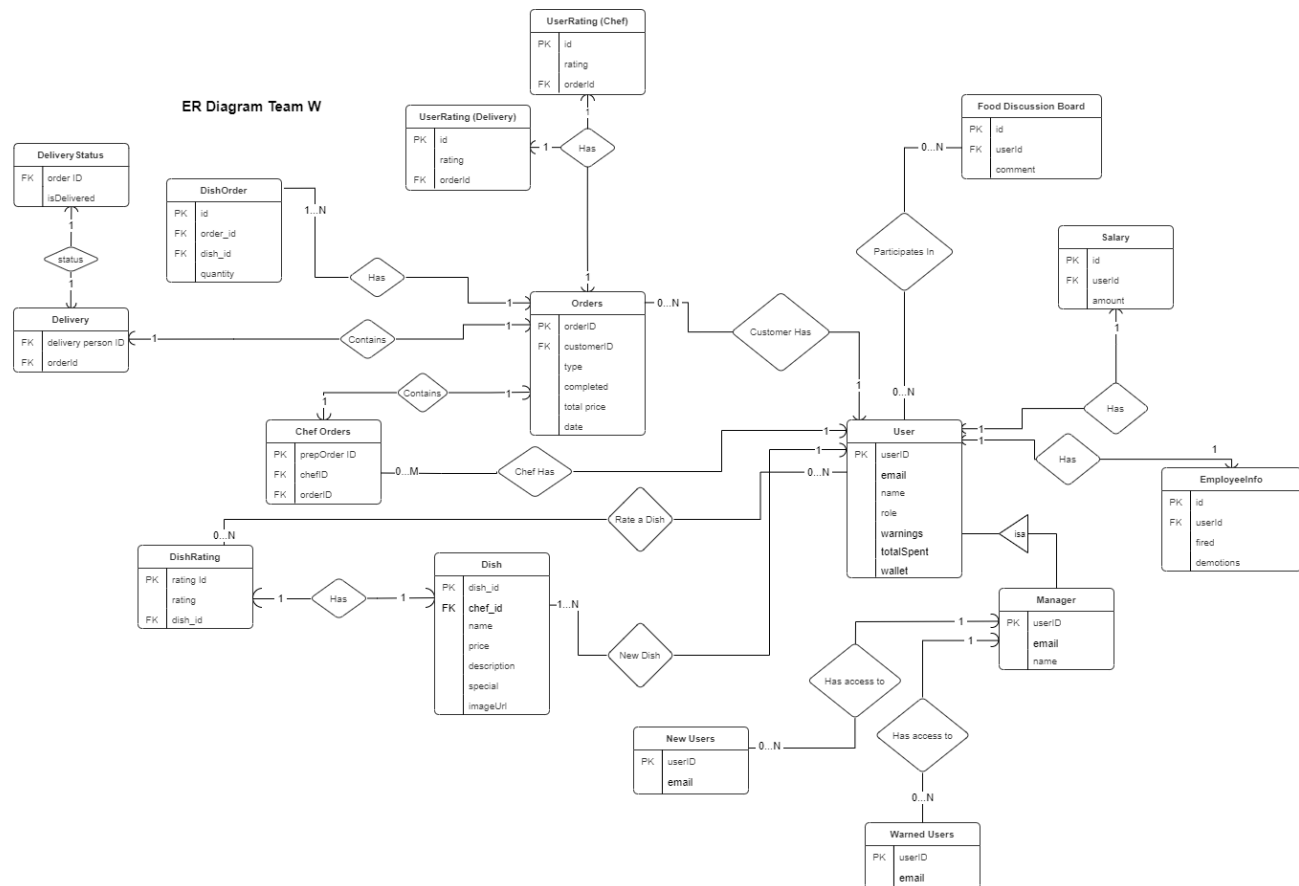 ER Diagram Team W
UserRating (Chef)
PK id
rating
FK orderId
1
UserRating (Delivery)
PK id
rating
FK orderId
1
Has
1
Food Discussion Board
PK id
FK userId
comment
0...N
Participates In
0...N
DeliveryStatus
FK order ID
isDelivered
1
status
1
DishOrder
PK id
FK order_id
FK dish_id
quantity
1...N
Has
1
Salary
PK id
FK userId
amount
1
Has
1
Delivery
FK delivery person ID
FK orderId
1
Contains
1
Orders
PK orderID
FK customerID
type
completed
total price
date
0...N
Customer Has
1
Contains
1
1
Chef Orders
PK prepOrder ID
FK chefID
FK orderID
0...M
Chef Has
1
User
PK userID
email
name
role
warnings
totalSpent
wallet
1
Has
1
EmployeeInfo
PK id
FK userId
fired
demotions
0...N
Rate a Dish
0...N
DishRating
PK rating Id
rating
FK dish_id
1
Has
1
Dish
PK dish_id
FK chef_id
name
price
description
special
imageUrl
1...N
New Dish
1
isa
Manager
PK userID
email
name
1
Has access to
0...N
1
Has access to
0...N
New Users
PK userID
email
Warned Users
PK userID
email